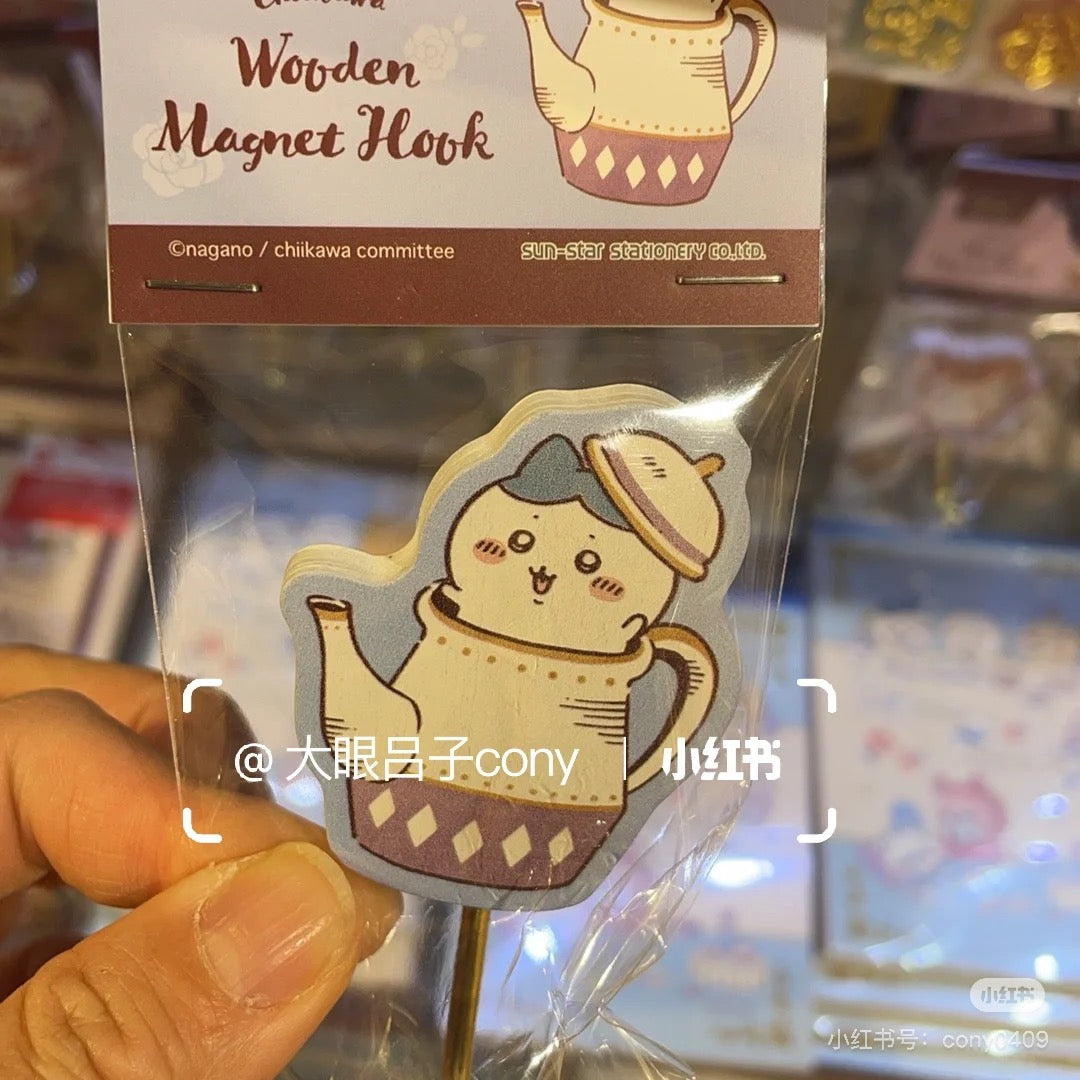 Chiikawa
Wooden
Magnet Hook
©nagano / chiikawa committee
sun-star stationery co.,ltd.
@大眼吕子cony | 小红书
小红书
小红书号：cony0409